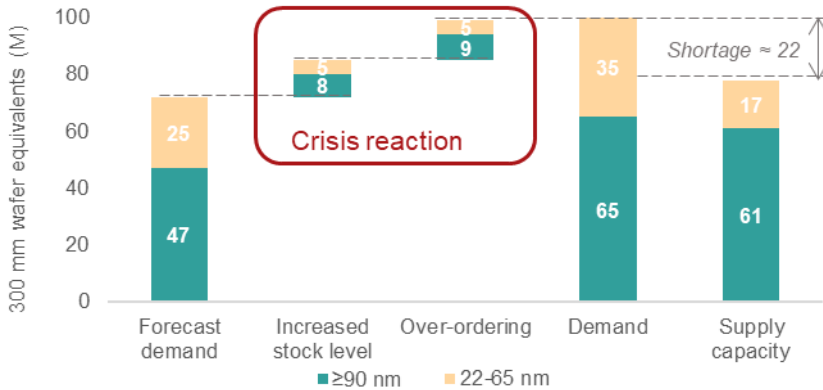 300 mm wafer equivalents (M)
100
80
60
40
20
0
25
47
5
8
5
9
Crisis reaction
35
65
Shortage ≈ 22
17
61
Forecast
demand
Increased
stock level
Over-ordering
Demand
Supply
capacity
≥90 nm
22-65 nm